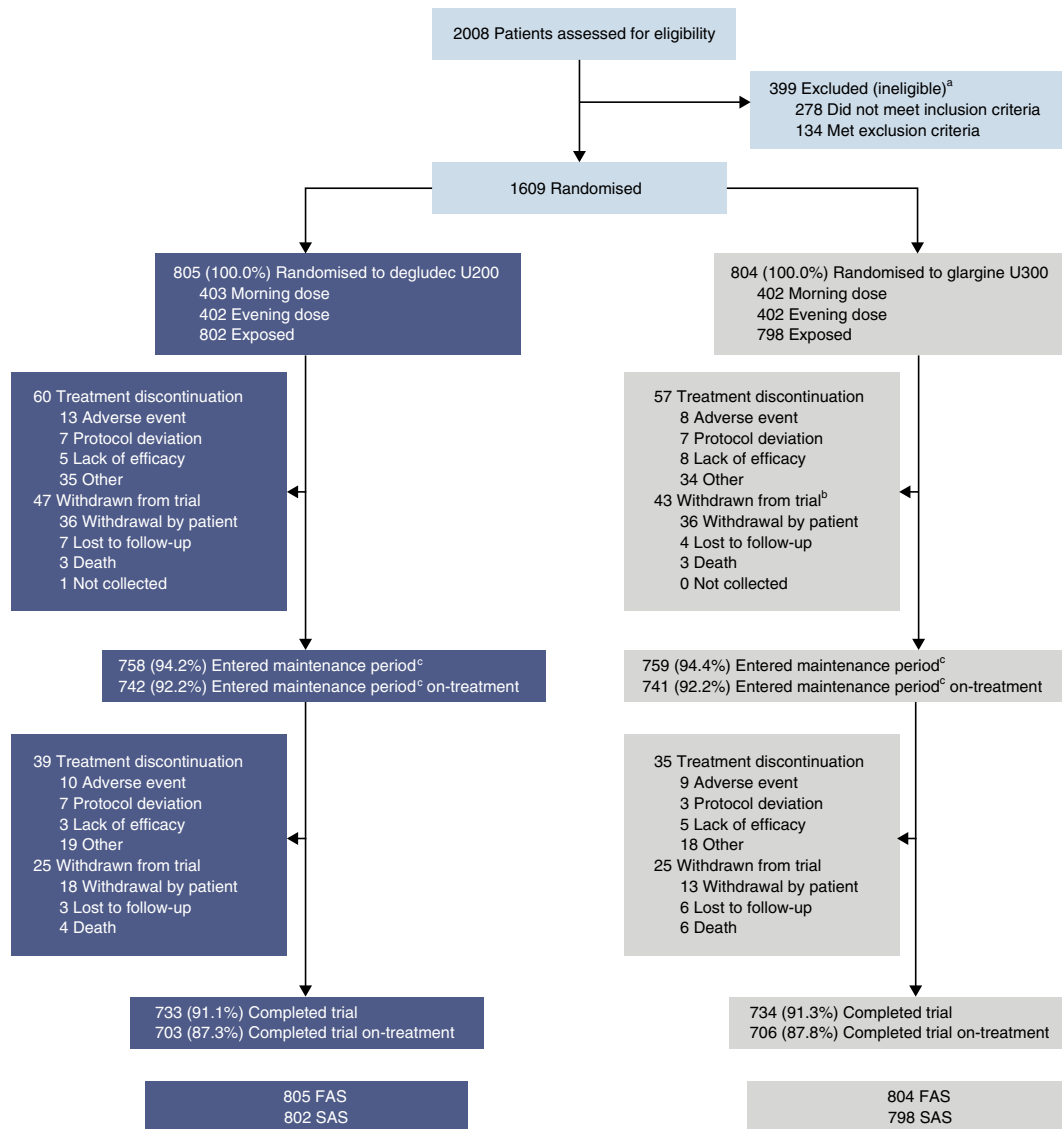 2008 Patients assessed for eligibility
399 Excluded (ineligible)a
278 Did not meet inclusion criteria
134 Met exclusion criteria
1609 Randomised
805 (100.0%) Randomised to degludec U200
403 Morning dose
402 Evening dose
802 Exposed
804 (100.0%) Randomised to glargine U300
402 Morning dose
402 Evening dose
798 Exposed
60 Treatment discontinuation
13 Adverse event
7 Protocol deviation
5 Lack of efficacy
35 Other
47 Withdrawn from trial
36 Withdrawal by patient
7 Lost to follow-up
3 Death
1 Not collected
57 Treatment discontinuation
8 Adverse event
7 Protocol deviation
8 Lack of efficacy
34 Other
43 Withdrawn from trialb
36 Withdrawal by patient
4 Lost to follow-up
3 Death
0 Not collected
758 (94.2%) Entered maintenance periodc
742 (92.2%) Entered maintenance periodc on-treatment
759 (94.4%) Entered maintenance periodc
741 (92.2%) Entered maintenance periodc on-treatment
39 Treatment discontinuation
10 Adverse event
7 Protocol deviation
3 Lack of efficacy
19 Other
25 Withdrawn from trial
18 Withdrawal by patient
3 Lost to follow-up
4 Death
35 Treatment discontinuation
9 Adverse event
3 Protocol deviation
5 Lack of efficacy
18 Other
25 Withdrawn from trial
13 Withdrawal by patient
6 Lost to follow-up
6 Death
733 (91.1%) Completed trial
703 (87.3%) Completed trial on-treatment
734 (91.3%) Completed trial
706 (87.8%) Completed trial on-treatment
805 FAS
802 SAS
804 FAS
798 SAS